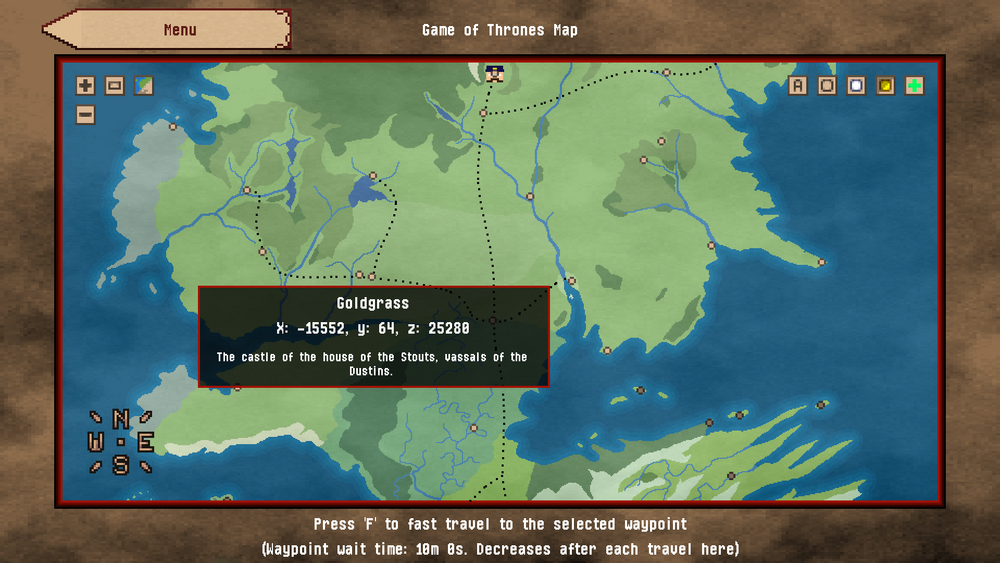 Menu
Game of Thrones Map
A
Goldgrass
X: -15552, y: 64, z: 25280
The castle of the house of the Stouts, vassals of the
Dustins.
N
W E
S
Press 'F' to fast travel to the selected waypoint
(Waypoint wait time: 10m 0s. Decreases after each travel here)